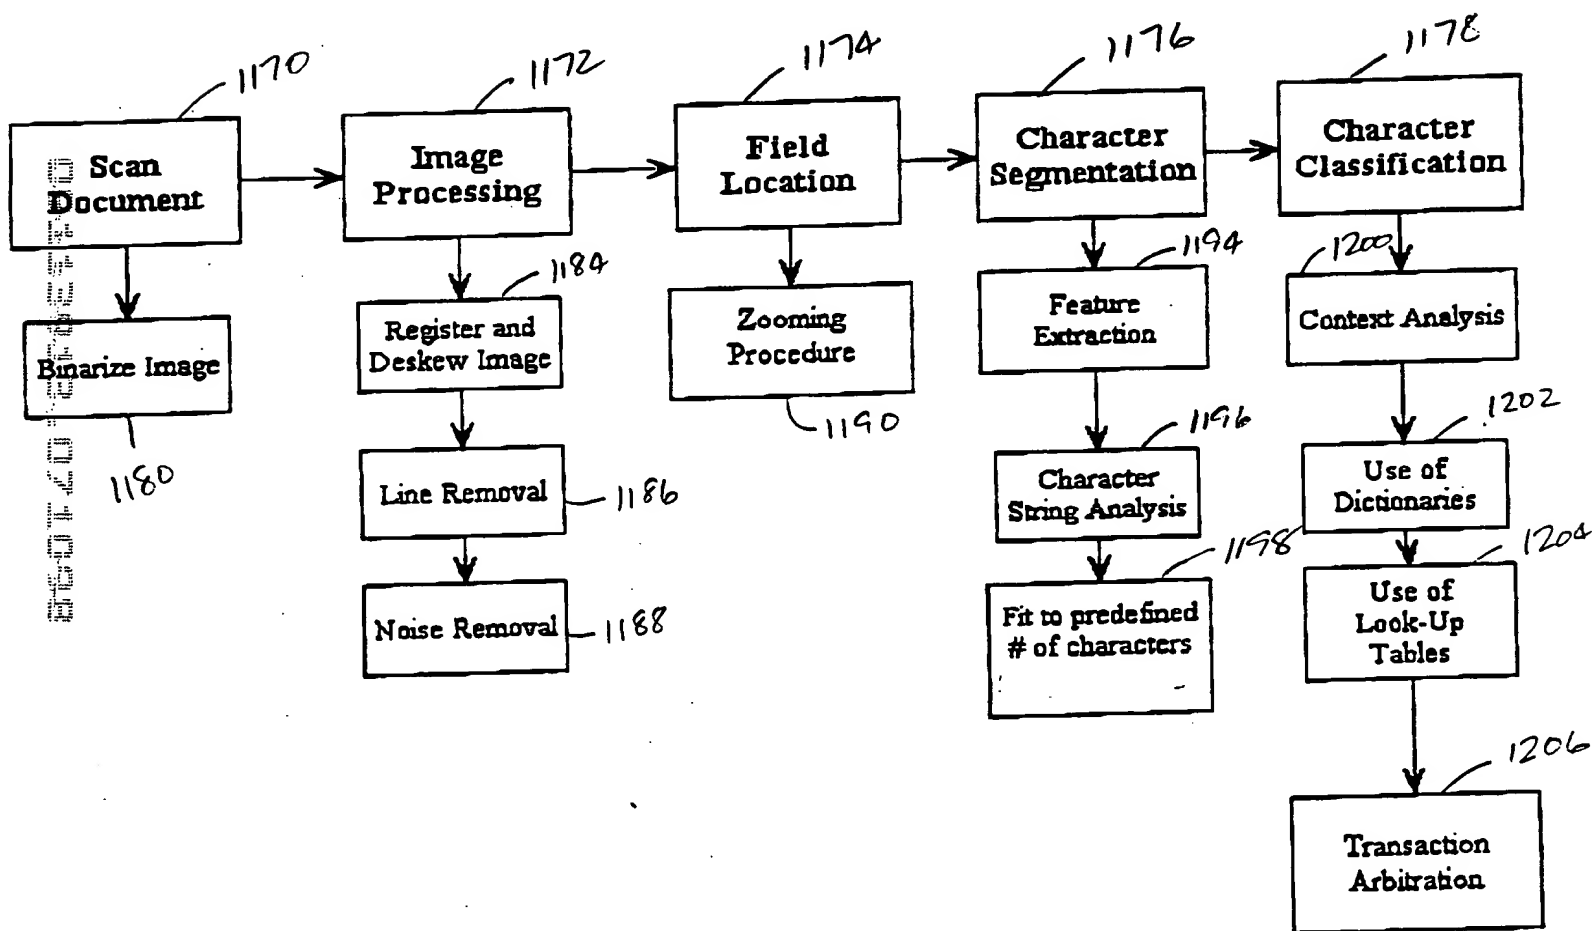 1170
1172
1174
1176
1178
Scan
Document
Image
Processing
Field
Location
Character
Segmentation
Character
Classification
1180
Binarize Image
1184
Register and
Deskew Image
Line Removal
1186
Noise Removal
1188
Zooming
Procedure
1190
1194
Feature
Extraction
1196
Character
String Analysis
1198
Fit to predefined
# of characters
1200
Context Analysis
1202
Use of
Dictionaries
1204
Use of
Look-Up
Tables
1206
Transaction
Arbitration